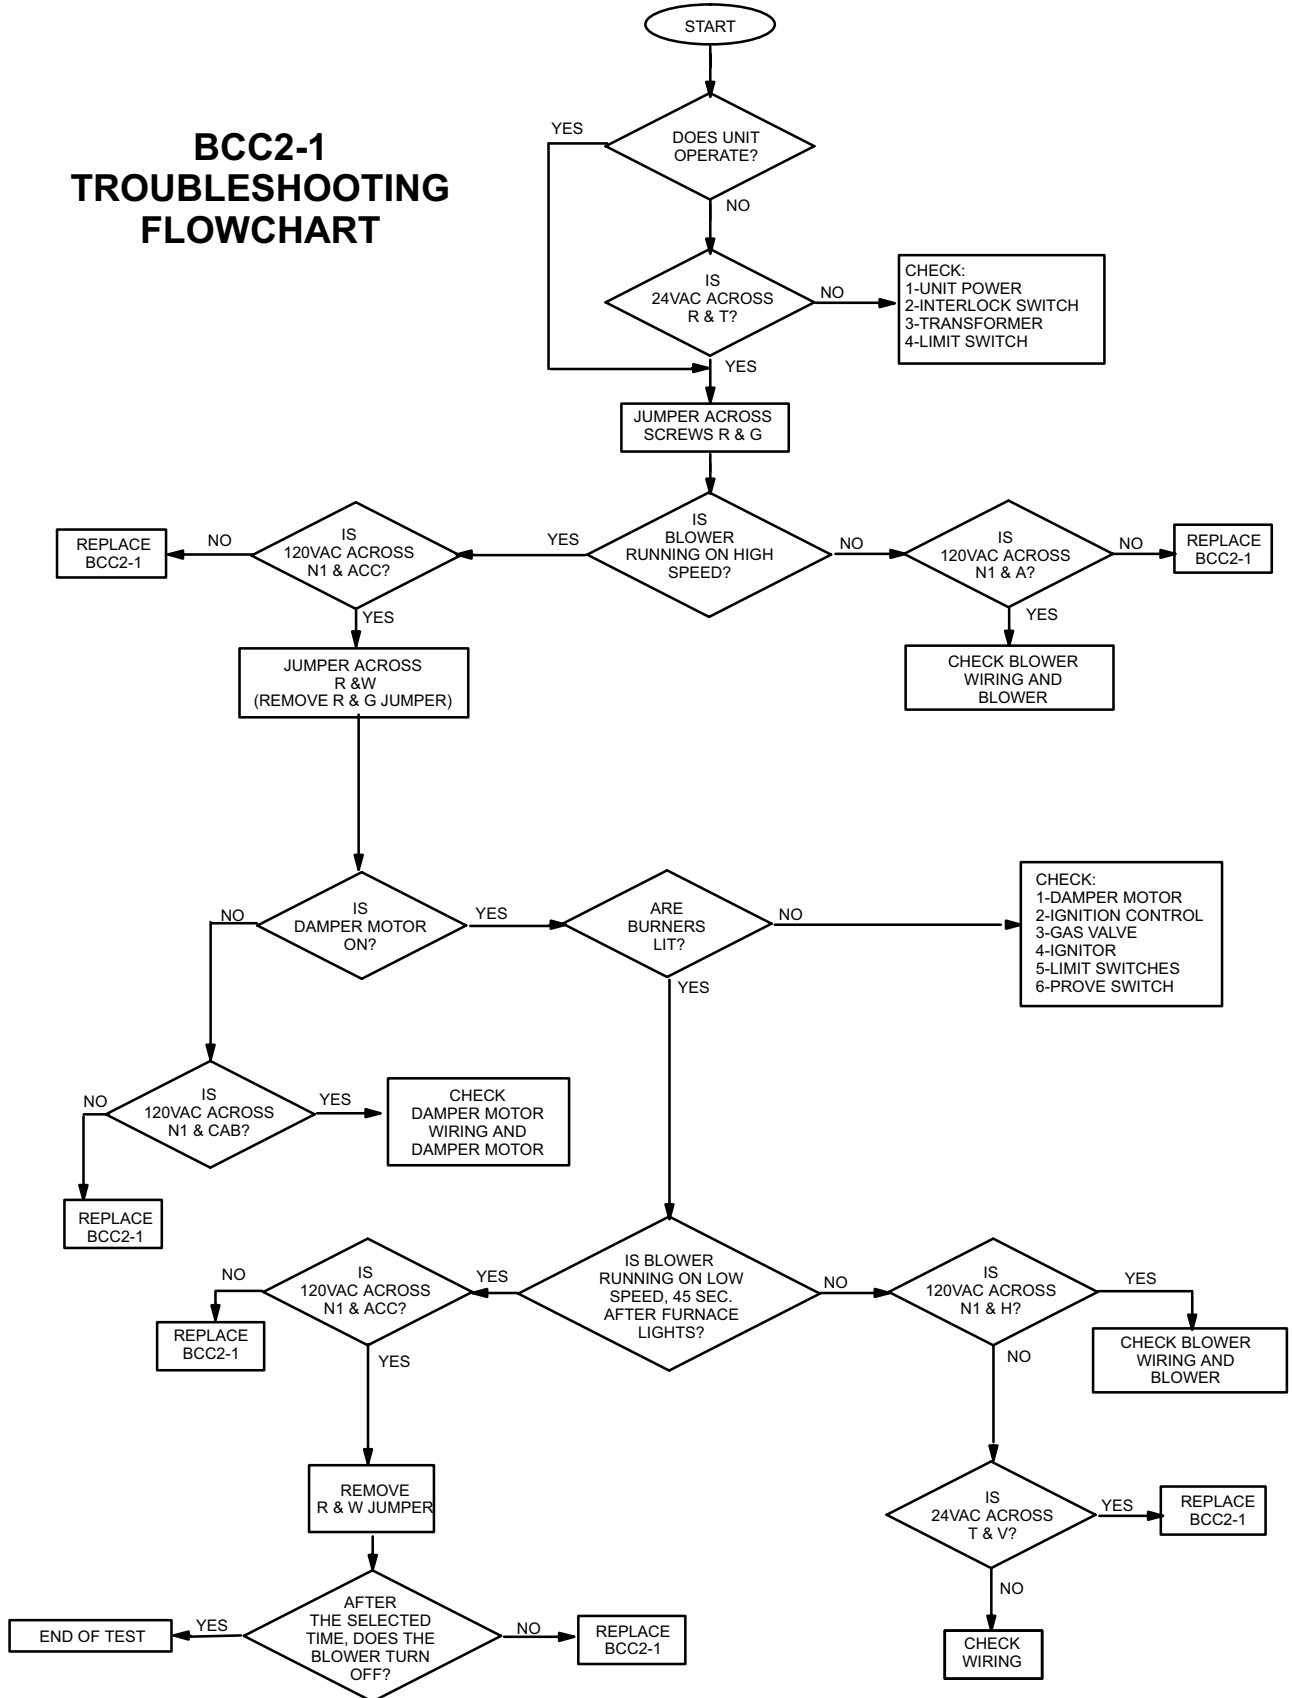 START
BCC2-1
TROUBLESHOOTING
FLOWCHART
YES
DOES UNIT
OPERATE?
NO
IS
24VAC ACROSS
R & T?
NO
CHECK:
1-UNIT POWER
2-INTERLOCK SWITCH
3-TRANSFORMER
4-LIMIT SWITCH
YES
JUMPER ACROSS
SCREWS R & G
IS
BLOWER
RUNNING ON HIGH
SPEED?
YES
IS
120VAC ACROSS
N1 & ACC?
NO
REPLACE
BCC2-1
NO
IS
120VAC ACROSS
N1 & A?
NO
REPLACE
BCC2-1
YES
CHECK BLOWER
WIRING AND
BLOWER
YES
JUMPER ACROSS
R &W
(REMOVE R & G JUMPER)
IS
DAMPER MOTOR
ON?
NO
YES
ARE
BURNERS
LIT?
NO
CHECK:
1-DAMPER MOTOR
2-IGNITION CONTROL
3-GAS VALVE
4-IGNITOR
5-LIMIT SWITCHES
6-PROVE SWITCH
YES
IS
120VAC ACROSS
N1 & CAB?
NO
YES
CHECK
DAMPER MOTOR
WIRING AND
DAMPER MOTOR
REPLACE
BCC2-1
IS BLOWER
RUNNING ON LOW
SPEED, 45 SEC.
AFTER FURNACE
LIGHTS?
YES
IS
120VAC ACROSS
N1 & ACC?
NO
REPLACE
BCC2-1
YES
NO
IS
120VAC ACROSS
N1 & H?
YES
CHECK BLOWER
WIRING AND
BLOWER
NO
REMOVE
R & W JUMPER
IS
24VAC ACROSS
T & V?
YES
REPLACE
BCC2-1
NO
CHECK
WIRING
AFTER
THE SELECTED
TIME, DOES THE
BLOWER TURN
OFF?
YES
END OF TEST
NO
REPLACE
BCC2-1